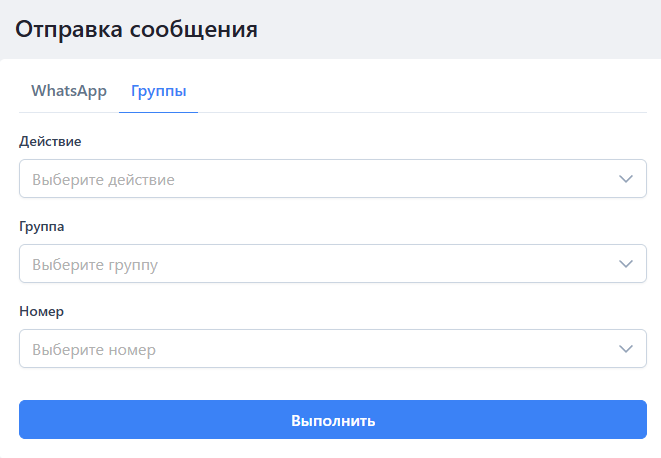 Отправка сообщения
WhatsApp Группы
Действие
Выберите действие
Группа
Выберите группу
Номер
Выберите номер
Выполнить